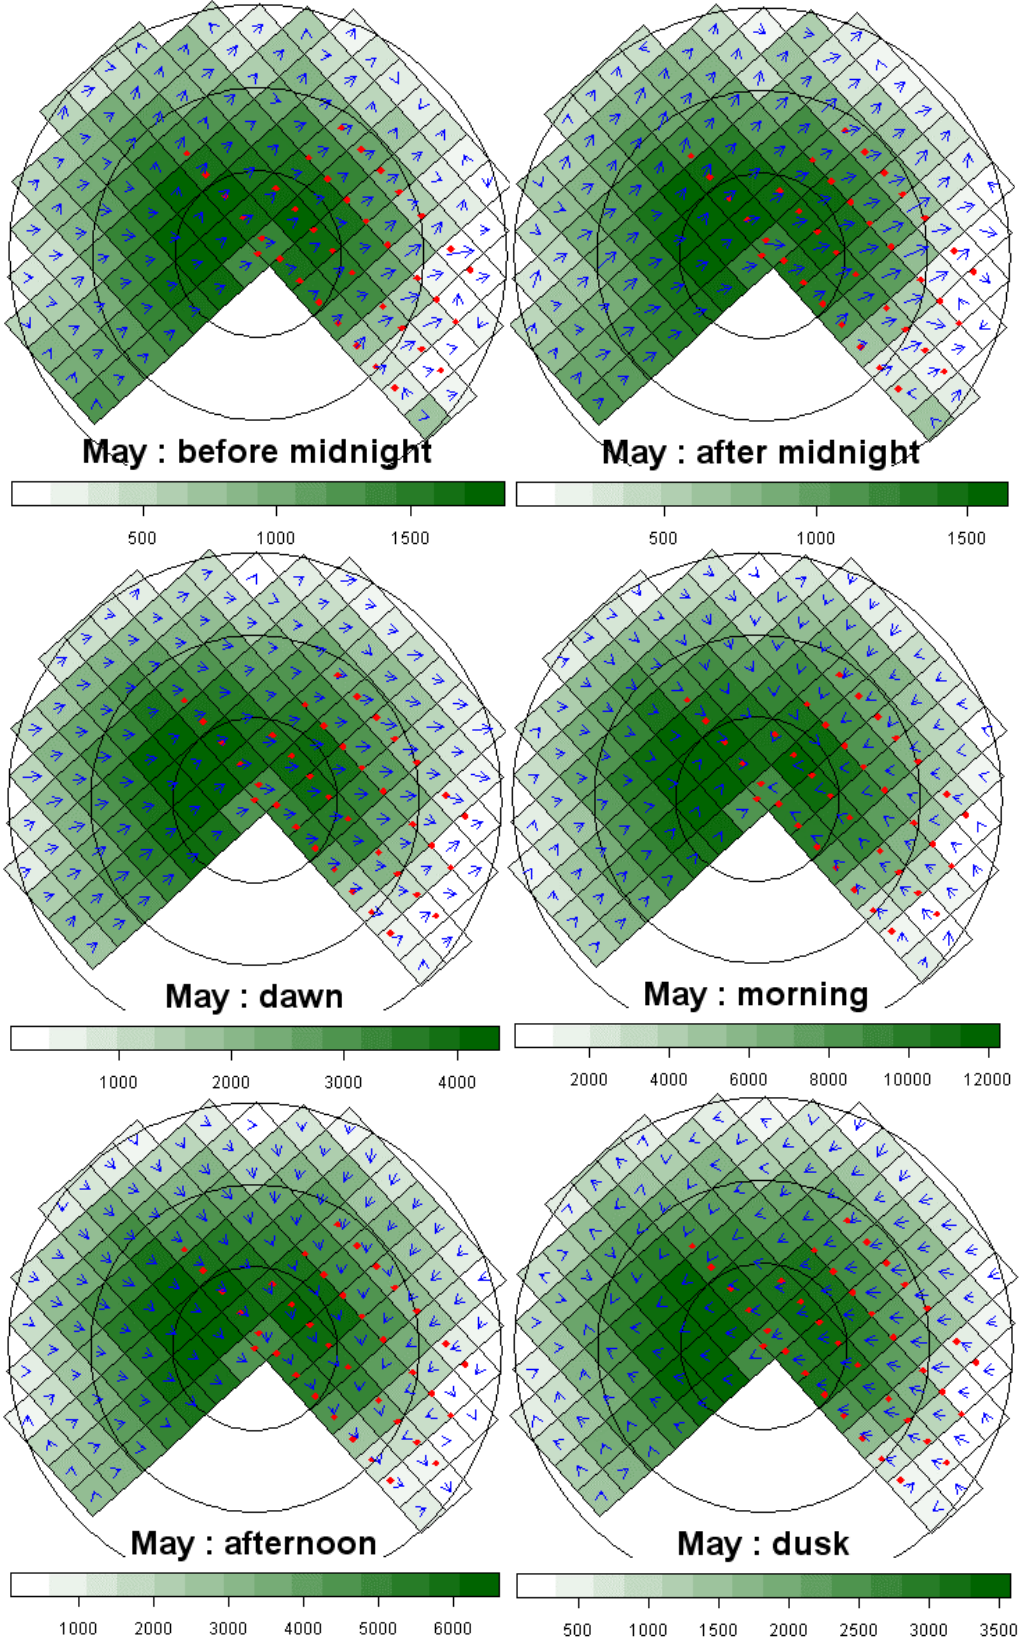 May : before midnight
May : after midnight
500 1000 1500
500 1000 1500
May : dawn
May : morning
1000 2000 3000 4000
2000 4000 6000 8000 10000 12000
May : afternoon
May : dusk
1000 2000 3000 4000 5000 6000
500 1000 1500 2000 2500 3000 3500